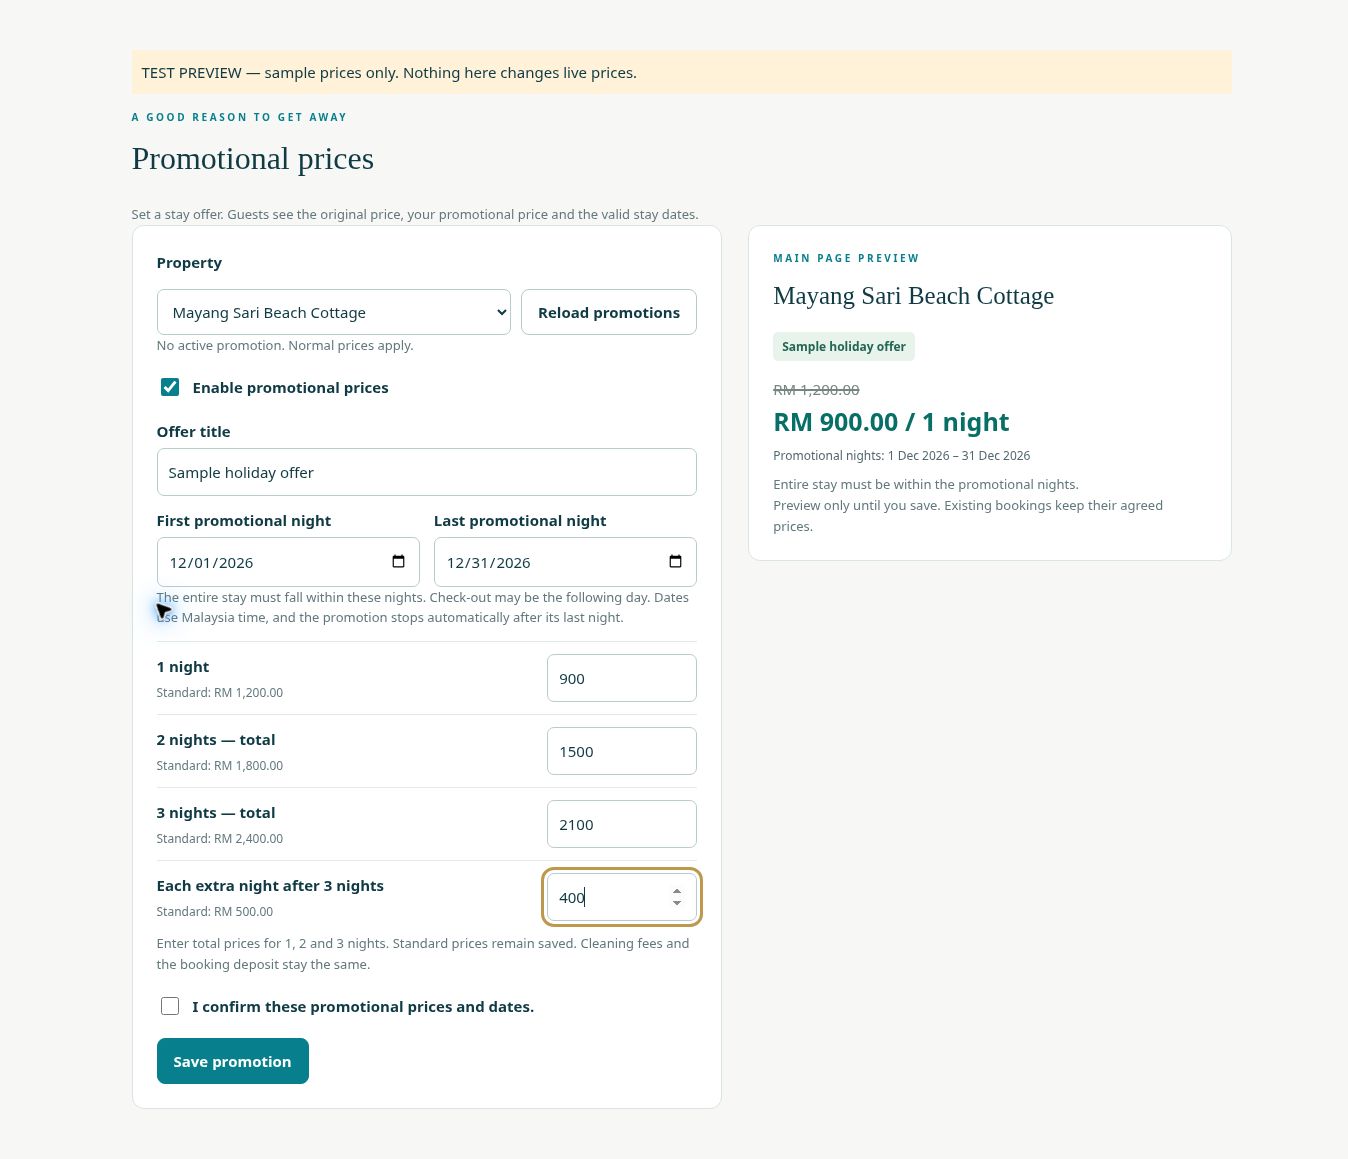 TEST PREVIEW — sample prices only. Nothing here changes live prices.
A GOOD REASON TO GET AWAY
Promotional prices
Set a stay offer. Guests see the original price, your promotional price and the valid stay dates.
Property
Mayang Sari Beach Cottage
Reload promotions
No active promotion. Normal prices apply.
Enable promotional prices
Offer title
Sample holiday offer
First promotional night
Last promotional night
12/01/2026
12/31/2026
The entire stay must fall within these nights. Check-out may be the following day. Dates
use Malaysia time, and the promotion stops automatically after its last night.
1 night
Standard: RM 1,200.00
900
2 nights — total
Standard: RM 1,800.00
1500
3 nights — total
Standard: RM 2,400.00
2100
Each extra night after 3 nights
Standard: RM 500.00
400
Enter total prices for 1, 2 and 3 nights. Standard prices remain saved. Cleaning fees and
the booking deposit stay the same.
I confirm these promotional prices and dates.
Save promotion
MAIN PAGE PREVIEW
Mayang Sari Beach Cottage
Sample holiday offer
RM 1,200.00
RM 900.00 / 1 night
Promotional nights: 1 Dec 2026 – 31 Dec 2026
Entire stay must be within the promotional nights.
Preview only until you save. Existing bookings keep their agreed
prices.